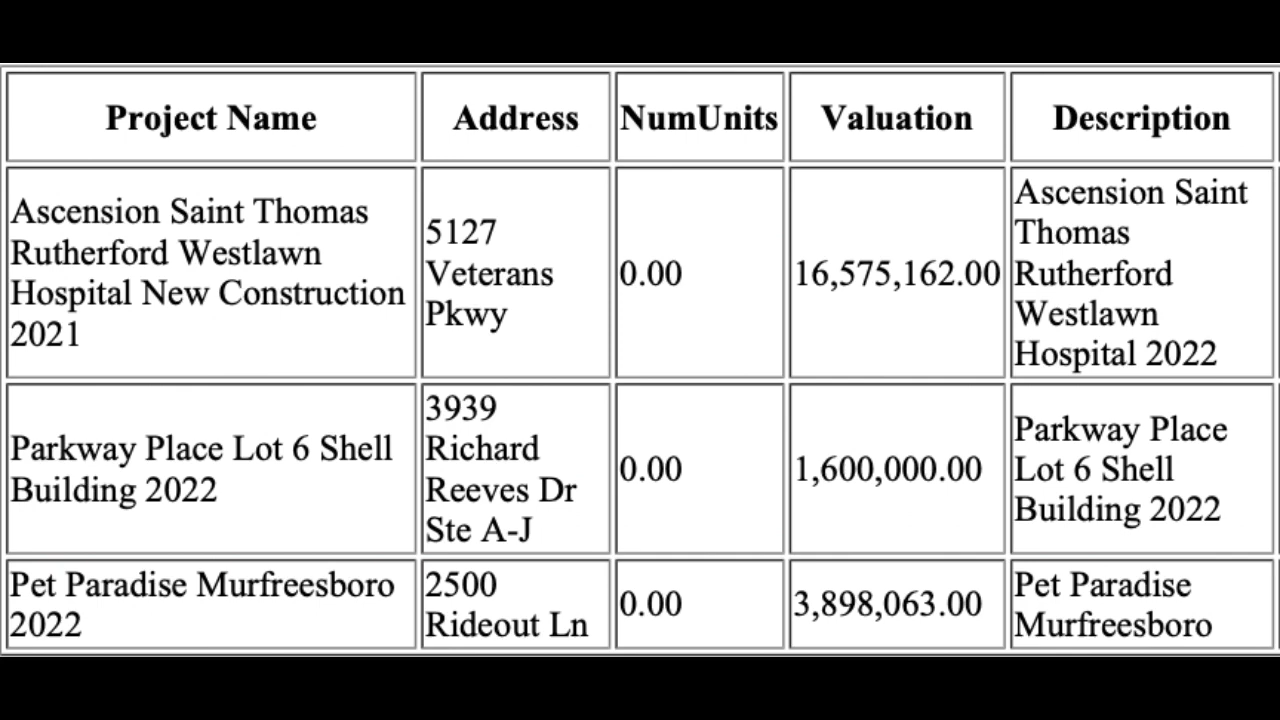 Project Name
Address
NumUnits
Valuation
Description
Ascension Saint Thomas
Rutherford Westlawn
Hospital New Construction
2021
5127
Veterans
Pkwy
0.00
16,575,162.00
Ascension Saint
Thomas
Rutherford
Westlawn
Hospital 2022
Parkway Place Lot 6 Shell
Building 2022
3939
Richard
Reeves Dr
Ste A-J
0.00
1,600,000.00
Parkway Place
Lot 6 Shell
Building 2022
Pet Paradise Murfreesboro
2022
2500
Rideout Ln
0.00
3,898,063.00
Pet Paradise
Murfreesboro